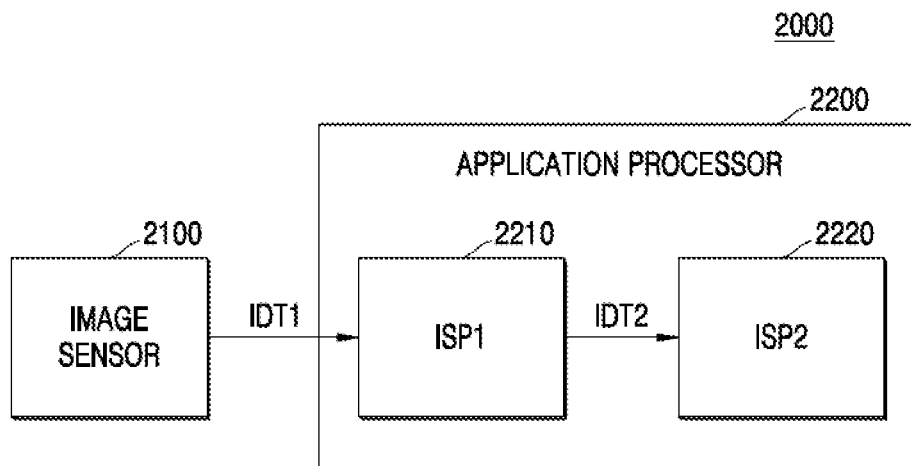 2000
2200
APPLICATION PROCESSOR
2100
2210
2220
IMAGE
SENSOR
IDT1
ISP1
IDT2
ISP2